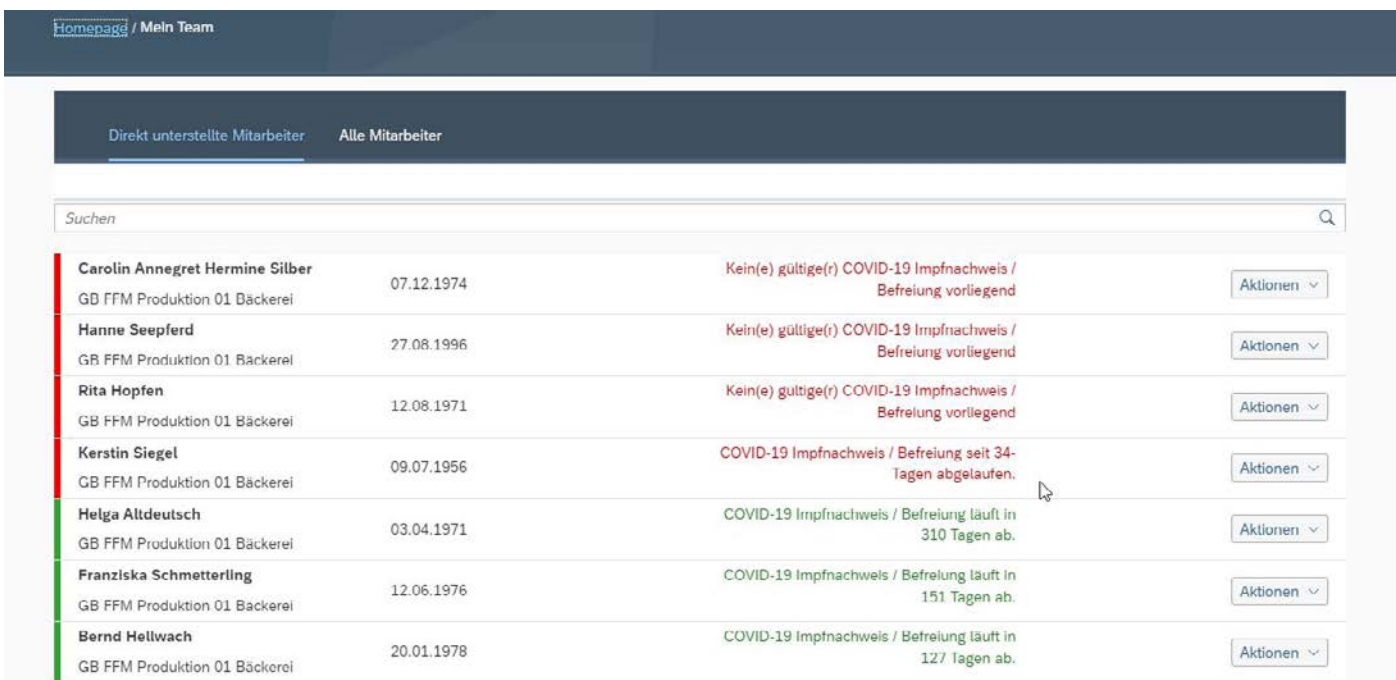 Homepage / Mein Team
Direkt unterstellte Mitarbeiter Alle Mitarbeiter
Suchen
Carolin Annegret Hermine Silber
GB FFM Produktion 01 Bäckerei
07.12.1974
Kein(e) gültige(r) COVID-19 Impfnachweis /
Befreiung vorliegend
Aktionen
Hanne Seepferd
GB FFM Produktion 01 Bäckerei
27.08.1996
Kein(e) gültige(r) COVID-19 Impfnachweis /
Befreiung vorliegend
Aktionen
Rita Hopfen
GB FFM Produktion 01 Bäckerei
12.08.1971
Kein(e) gültige(r) COVID-19 Impfnachweis /
Befreiung vorliegend
Aktionen
Kerstin Siegel
GB FFM Produktion 01 Bäckerei
09.07.1956
COVID-19 Impfnachweis / Befreiung seit 34-
Tagen abgelaufen.
Aktionen
Helga Altdeutsch
GB FFM Produktion 01 Bäckerei
03.04.1971
COVID-19 Impfnachweis / Befreiung läuft in
310 Tagen ab.
Aktionen
Franziska Schmetterling
GB FFM Produktion 01 Bäckerei
12.06.1976
COVID-19 Impfnachweis / Befreiung läuft in
151 Tagen ab.
Aktionen
Bernd Hellwach
GB FFM Produktion 01 Bäckerei
20.01.1978
COVID-19 Impfnachweis / Befreiung läuft in
127 Tagen ab.
Aktionen